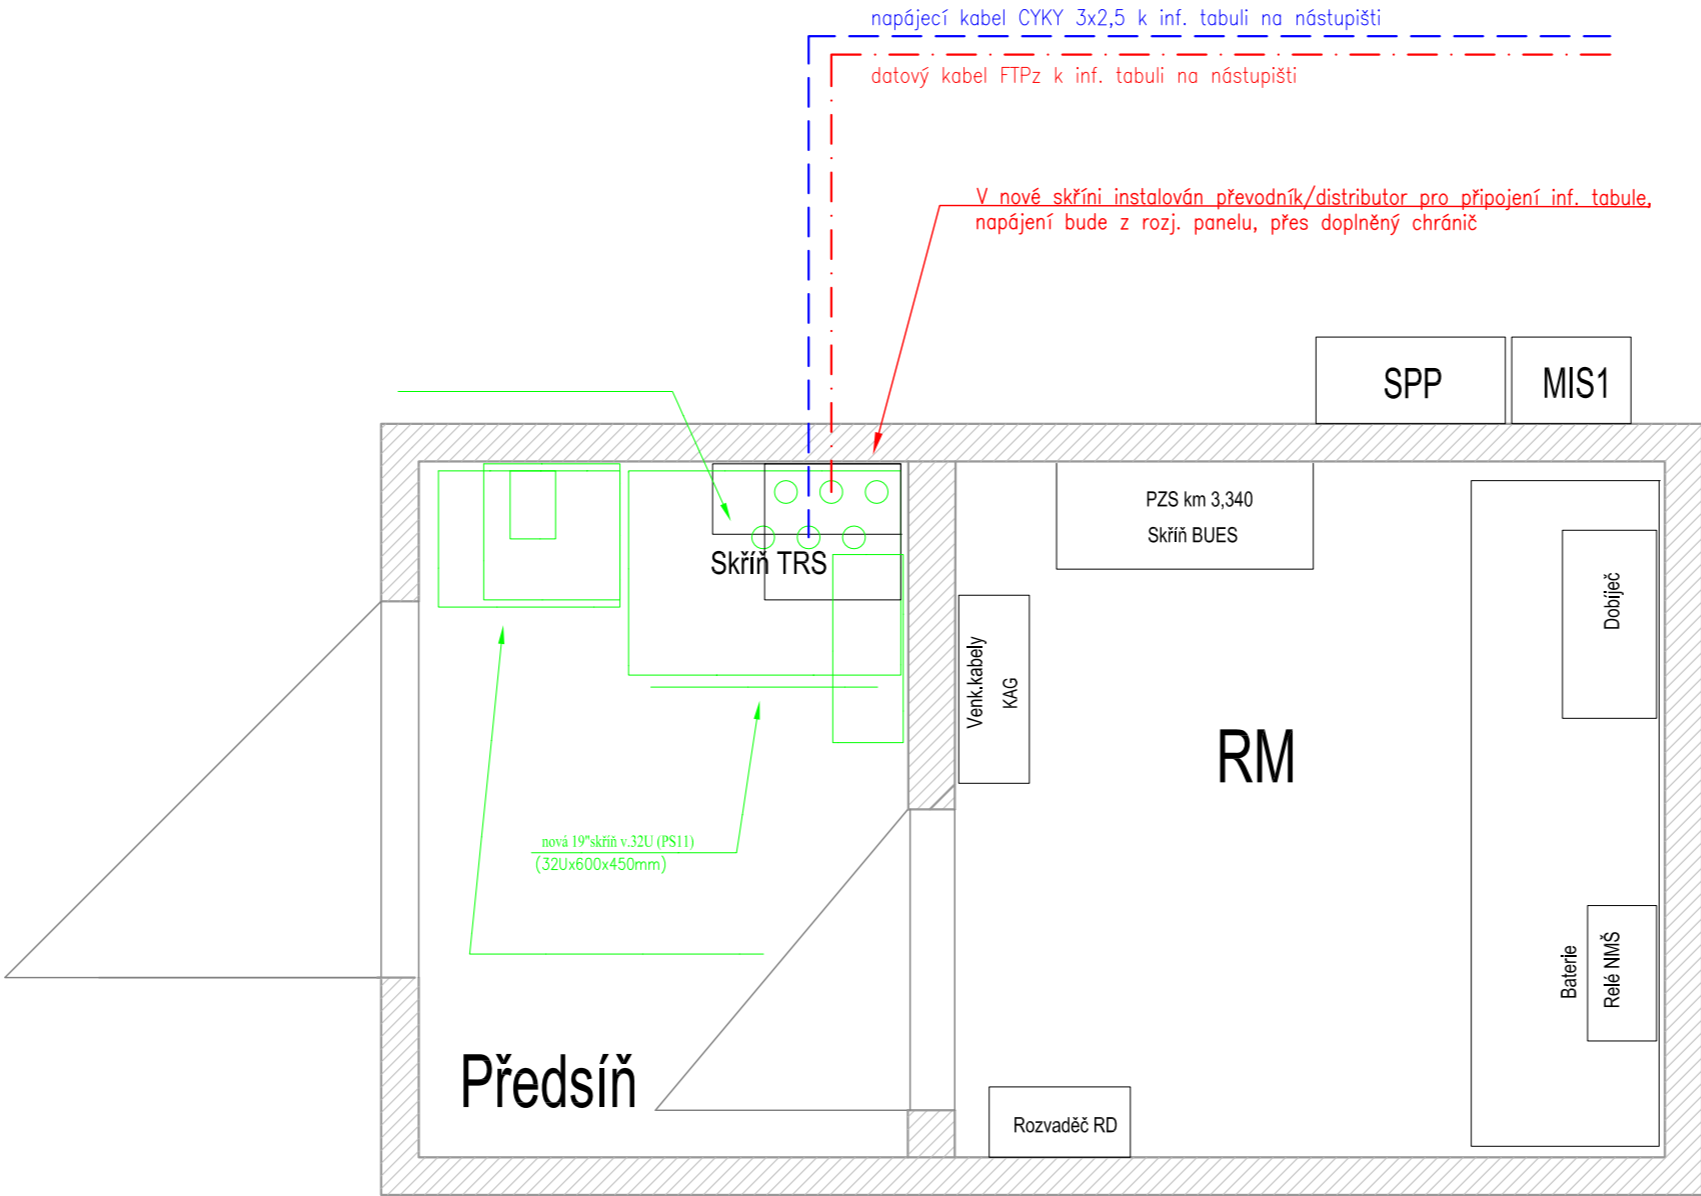 napájecí kabel CYKY 3x2,5 k inf. tabuli na nástupišti
datový kabel FTPz k inf. tabuli na nástupišti
V nové skříni instalován převodník/distributor pro připojení inf. tabule,
napájení bude z rozj. panelu, přes doplněný chránič
SPP
MIS1
PZS km 3,340
Skříň BUES
Skříň TRS
Dobíječ
Venk.kabely
KAG
RM
nová 19"skříň v.32U (PS11)
(32Ux600x450mm)
Baterie
Relé NMŠ
Předsíň
Rozvaděč RD